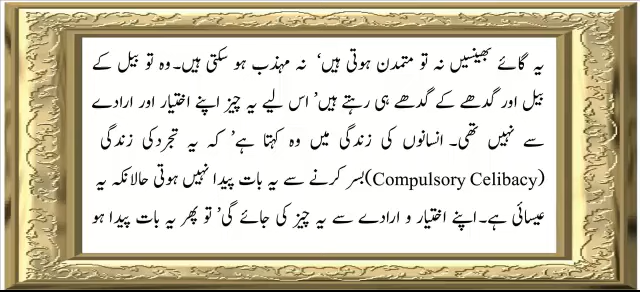 یہ گائے بھینسیں نہ تو متمدن ہوتی ہیں‘ نہ مہذب ہو سکتی ہیں۔ وہ تو بیل کے
بیل اور گدھے کے گدھے ہی رہتے ہیں‘ اس لیے یہ چیز اپنے اختیار اور ارادے
سے نہیں تھی۔ انسانوں کی زندگی میں وہ کہتا ہے‘ کہ یہ تجرد کی زندگی
(Compulsory Celibacy) بسر کرنے سے یہ بات پیدا نہیں ہوتی حالانکہ یہ
عیسائی ہے۔ اپنے اختیار و ارادے سے یہ چیز کی جائے گی‘ تو پھر یہ بات پیدا ہو